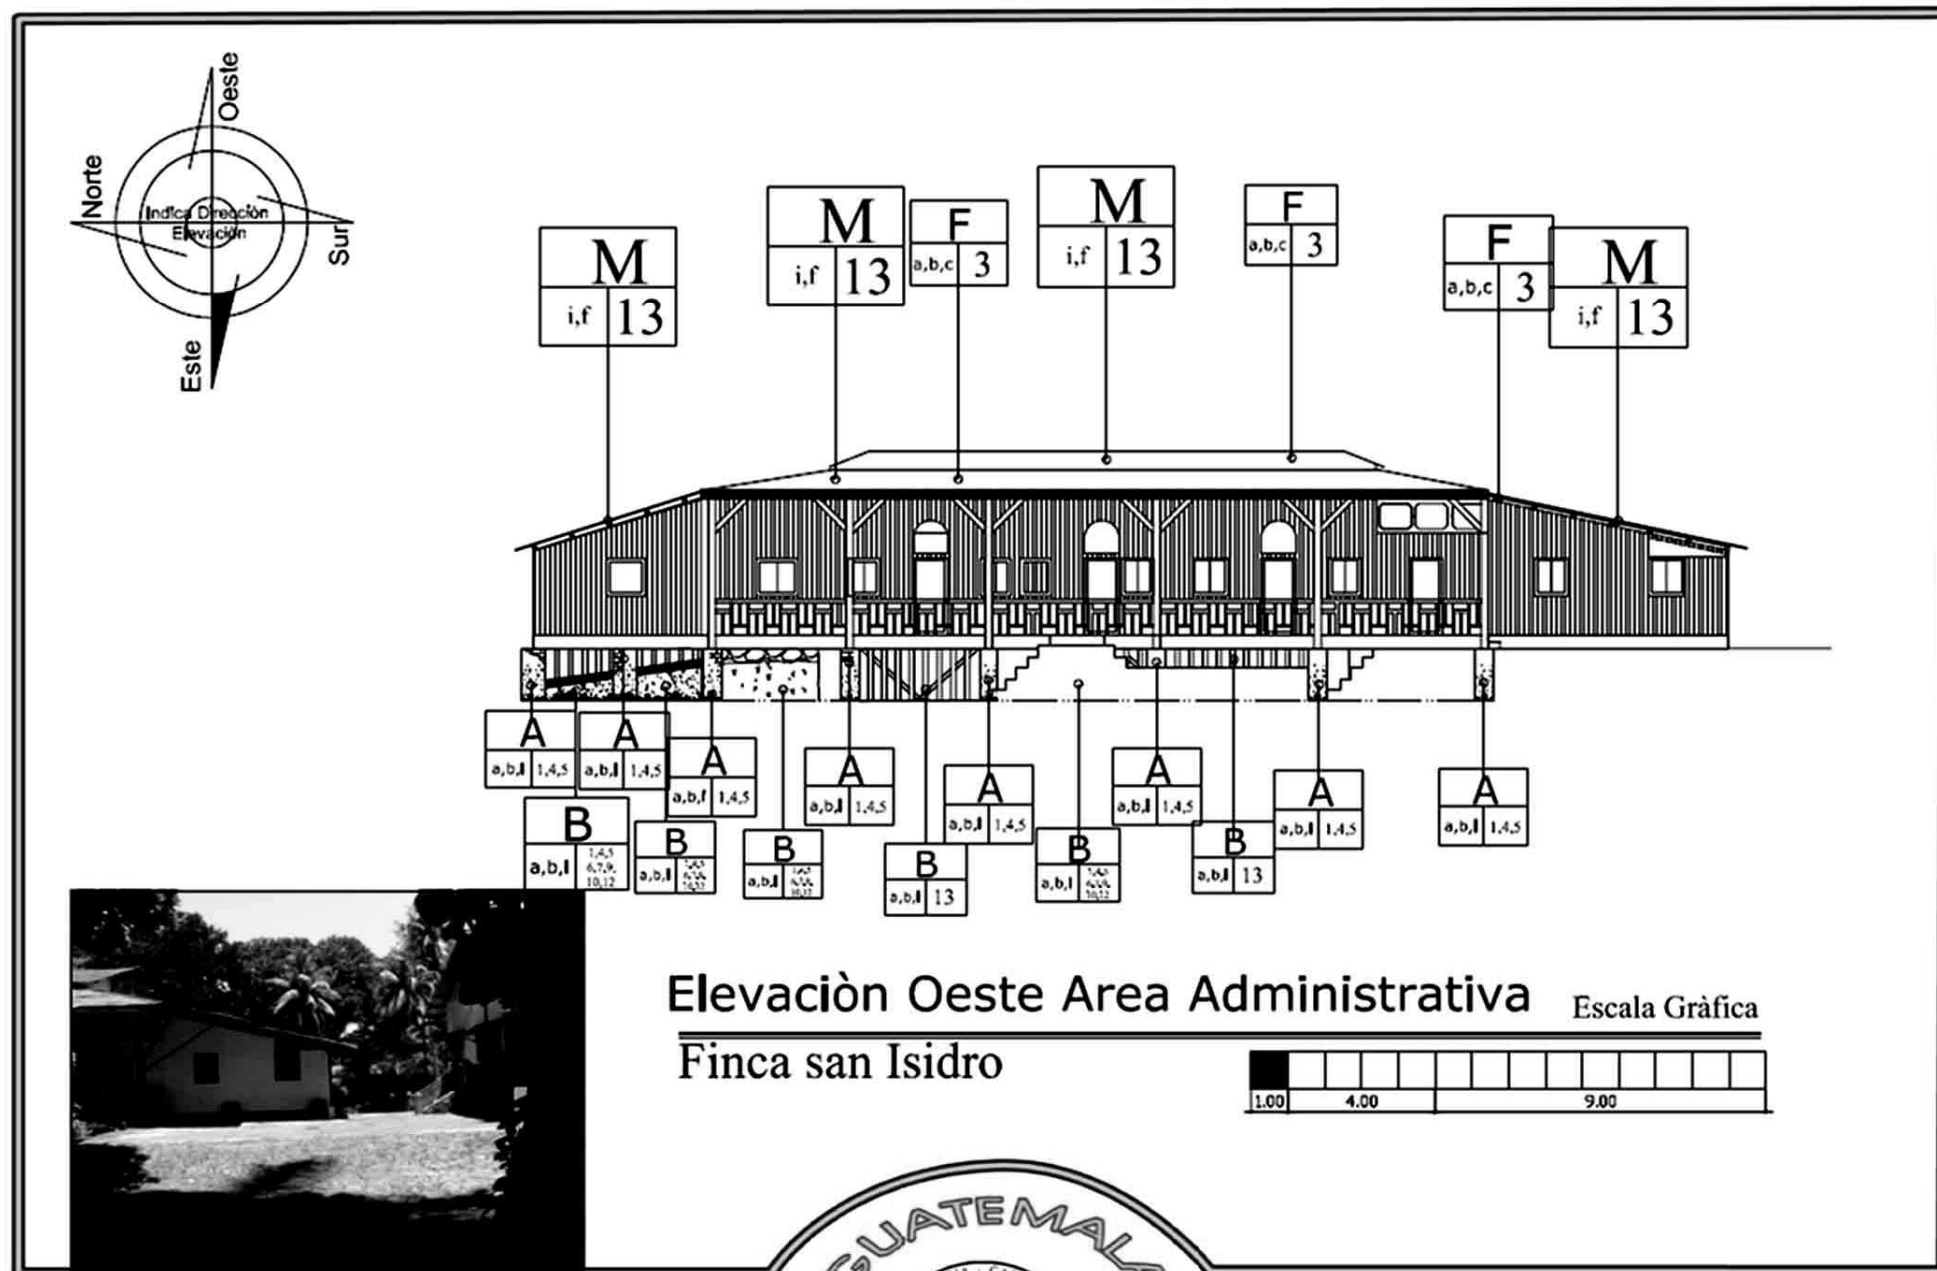 Oeste
Norte
Indica Direcciòn
Elevaciòn
Sur
Este
M
i,f 13
M
i,f 13
F
a,b,c 3
M
i,f 13
F
a,b,c 3
F
a,b,c 3
M
i,f 13
A
a,b,l 1,4,5
A
a,b,l 1,4,5
A
a,b,f 1,4,5
A
a,b,l 1,4,5
A
a,b,l 1,4,5
A
a,b,l 1,4,5
A
a,b,l 1,4,5
A
a,b,l 1,4,5
B
a,b,l 1,4,5
6,7,9,
10,12
B
a,b,l
B
a,b,l
B
a,b,l 13
B
a,b,l
B
a,b,l 13
Elevaciòn Oeste Area Administrativa
Escala Gràfica
Finca san Isidro
1.00 4.00 9.00
GUATEMALA